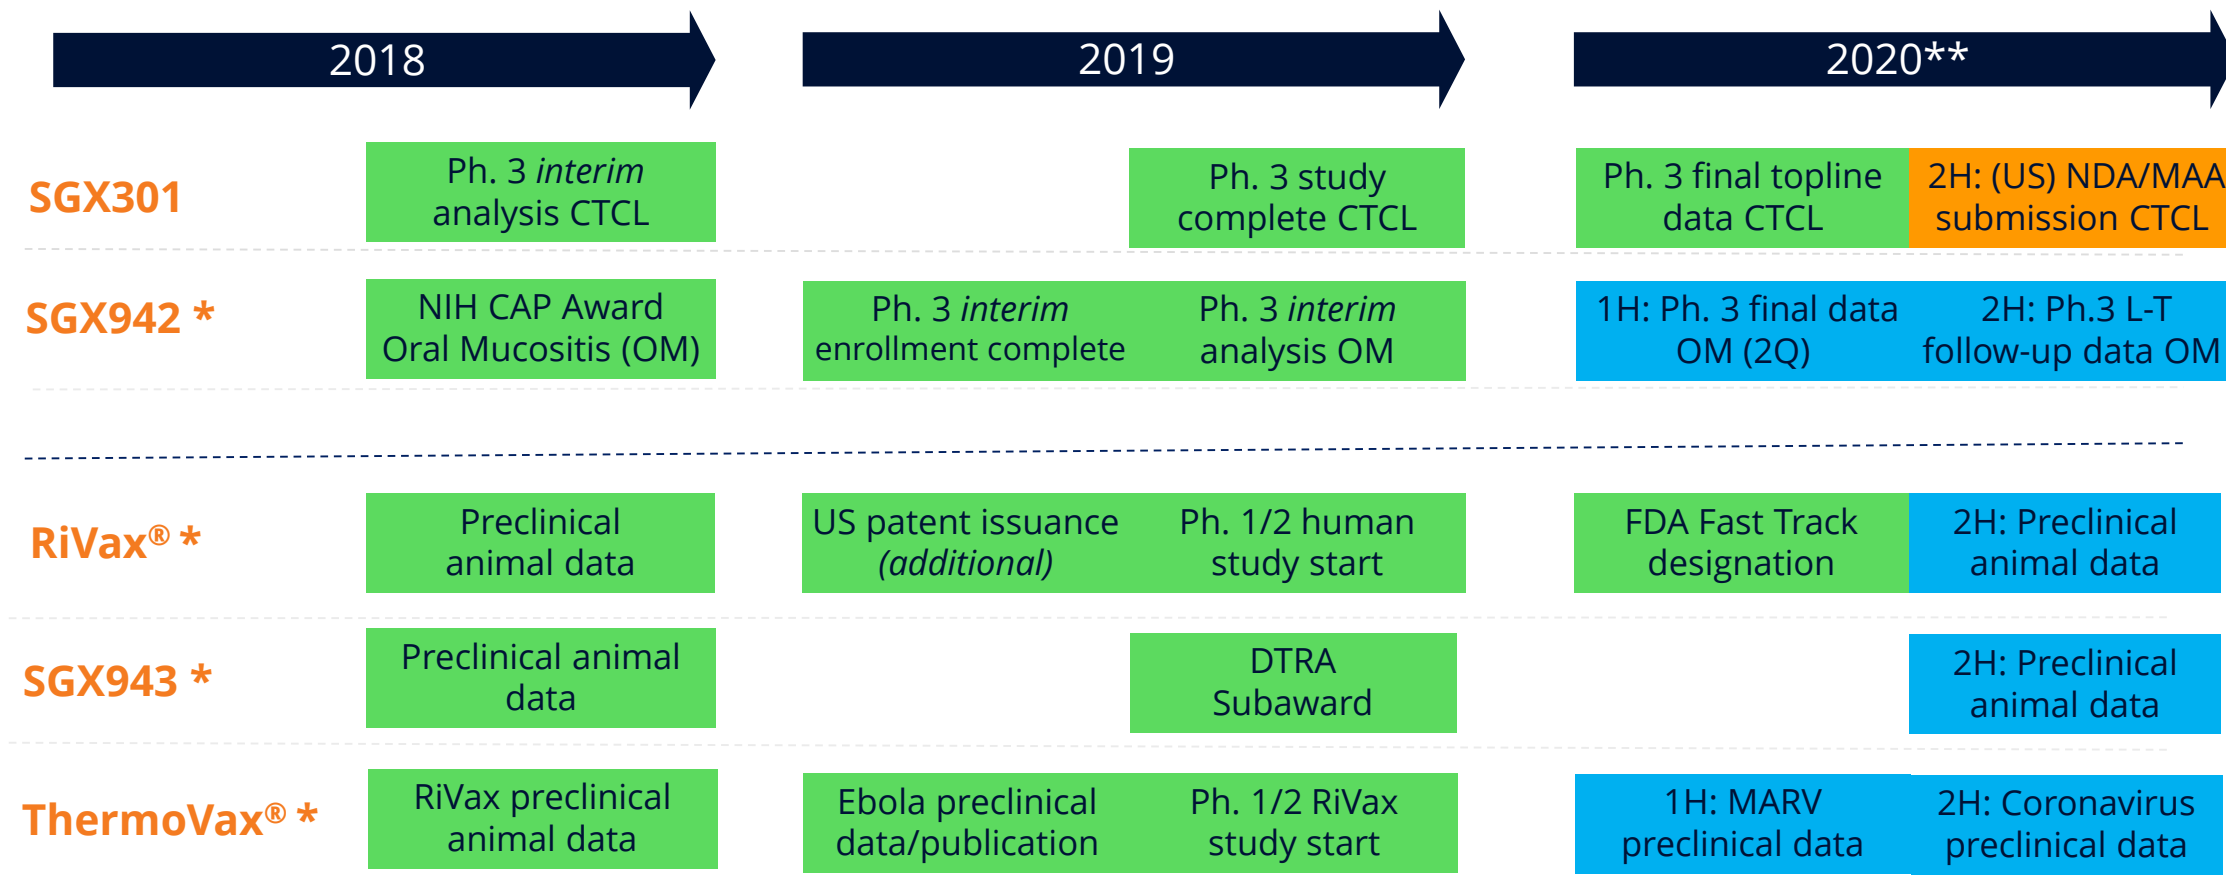 2018
2019
2020**
SGX301
Ph. 3 interim
analysis CTCL
Ph. 3 study
complete CTCL
Ph. 3 final topline
data CTCL
2H: (US) NDA/MAA
submission CTCL
SGX942 *
NIH CAP Award
Oral Mucositis (OM)
Ph. 3 interim
enrollment complete
Ph. 3 interim
analysis OM
1H: Ph. 3 final data
OM (2Q)
2H: Ph.3 L-T
follow-up data OM
RiVax® *
Preclinical
animal data
US patent issuance
(additional)
Ph. 1/2 human
study start
FDA Fast Track
designation
2H: Preclinical
animal data
SGX943 *
Preclinical animal
data
DTRA
Subaward
2H: Preclinical
animal data
ThermoVax® *
RiVax preclinical
animal data
Ebola preclinical
data/publication
Ph. 1/2 RiVax
study start
1H: MARV
preclinical data
2H: Coronavirus
preclinical data